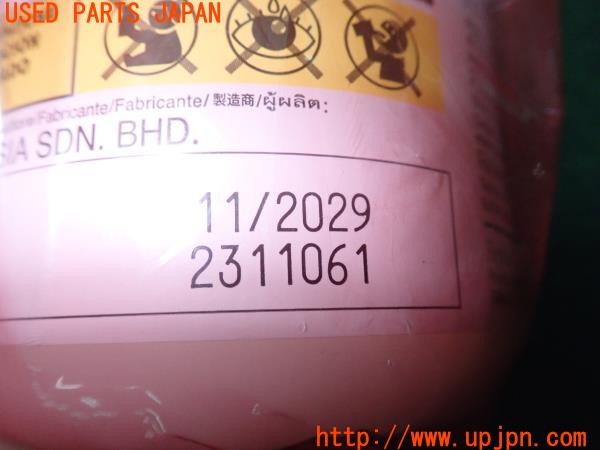 USED PARTS JAPAN
Fabricante/Fabricante/製造商/ผู้ผลิต:
SIA SDN. BHD.
11/2029
2311061
UPJ
http://www.upjpn.com/